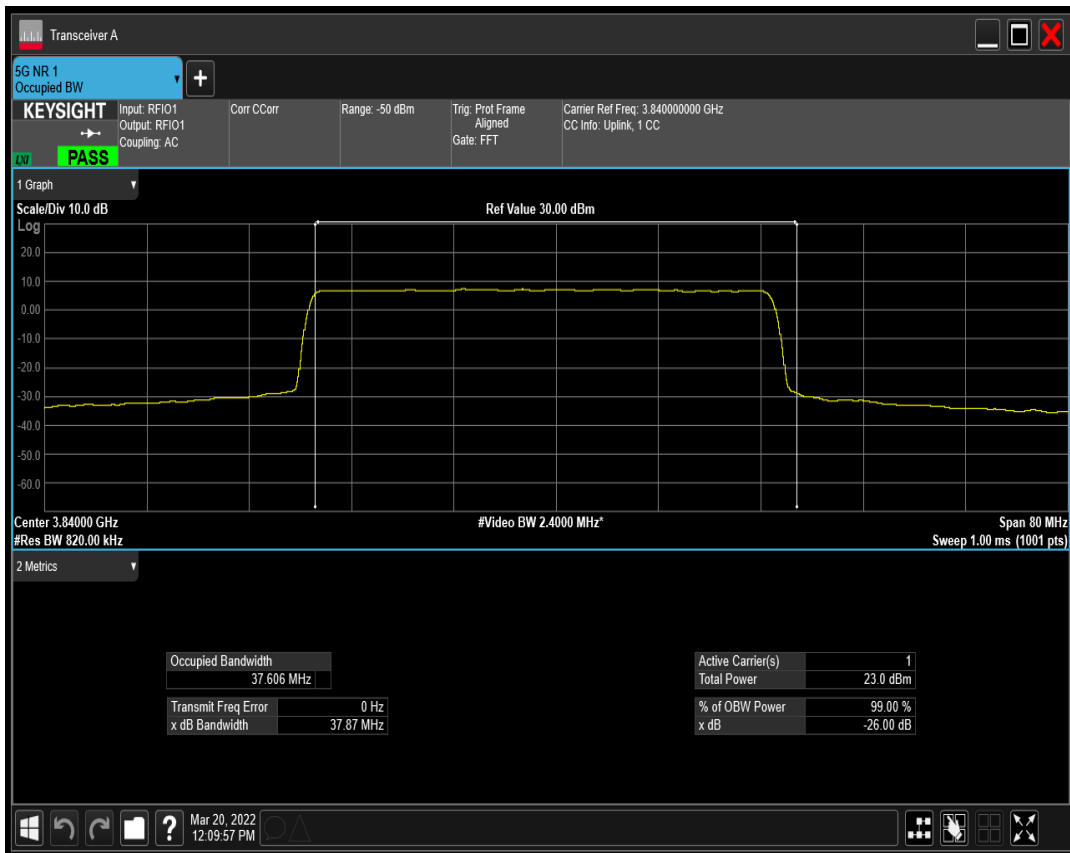 Transceiver A
5G NR 1
Occupied BW
+
KEYSIGHT
LXI
PASS
Input: RFIO1
Output: RFIO1
Coupling: AC
Corr CCorr
Range: -50 dBm
Trig: Prot Frame
Aligned
Gate: FFT
Carrier Ref Freq: 3.840000000 GHz
CC Info: Uplink, 1 CC
1 Graph
Scale/Div 10.0 dB
Ref Value 30.00 dBm
Log
20.0
10.0
0.00
-10.0
-20.0
-30.0
-40.0
-50.0
-60.0
Center 3.84000 GHz
#Video BW 2.4000 MHz*
Span 80 MHz
#Res BW 820.00 kHz
Sweep 1.00 ms (1001 pts)
2 Metrics
Occupied Bandwidth
37.606 MHz
Transmit Freq Error 0 Hz
x dB Bandwidth 37.87 MHz
Active Carrier(s) 1
Total Power 23.0 dBm
% of OBW Power 99.00 %
x dB -26.00 dB
?
Mar 20, 2022
12:09:57 PM